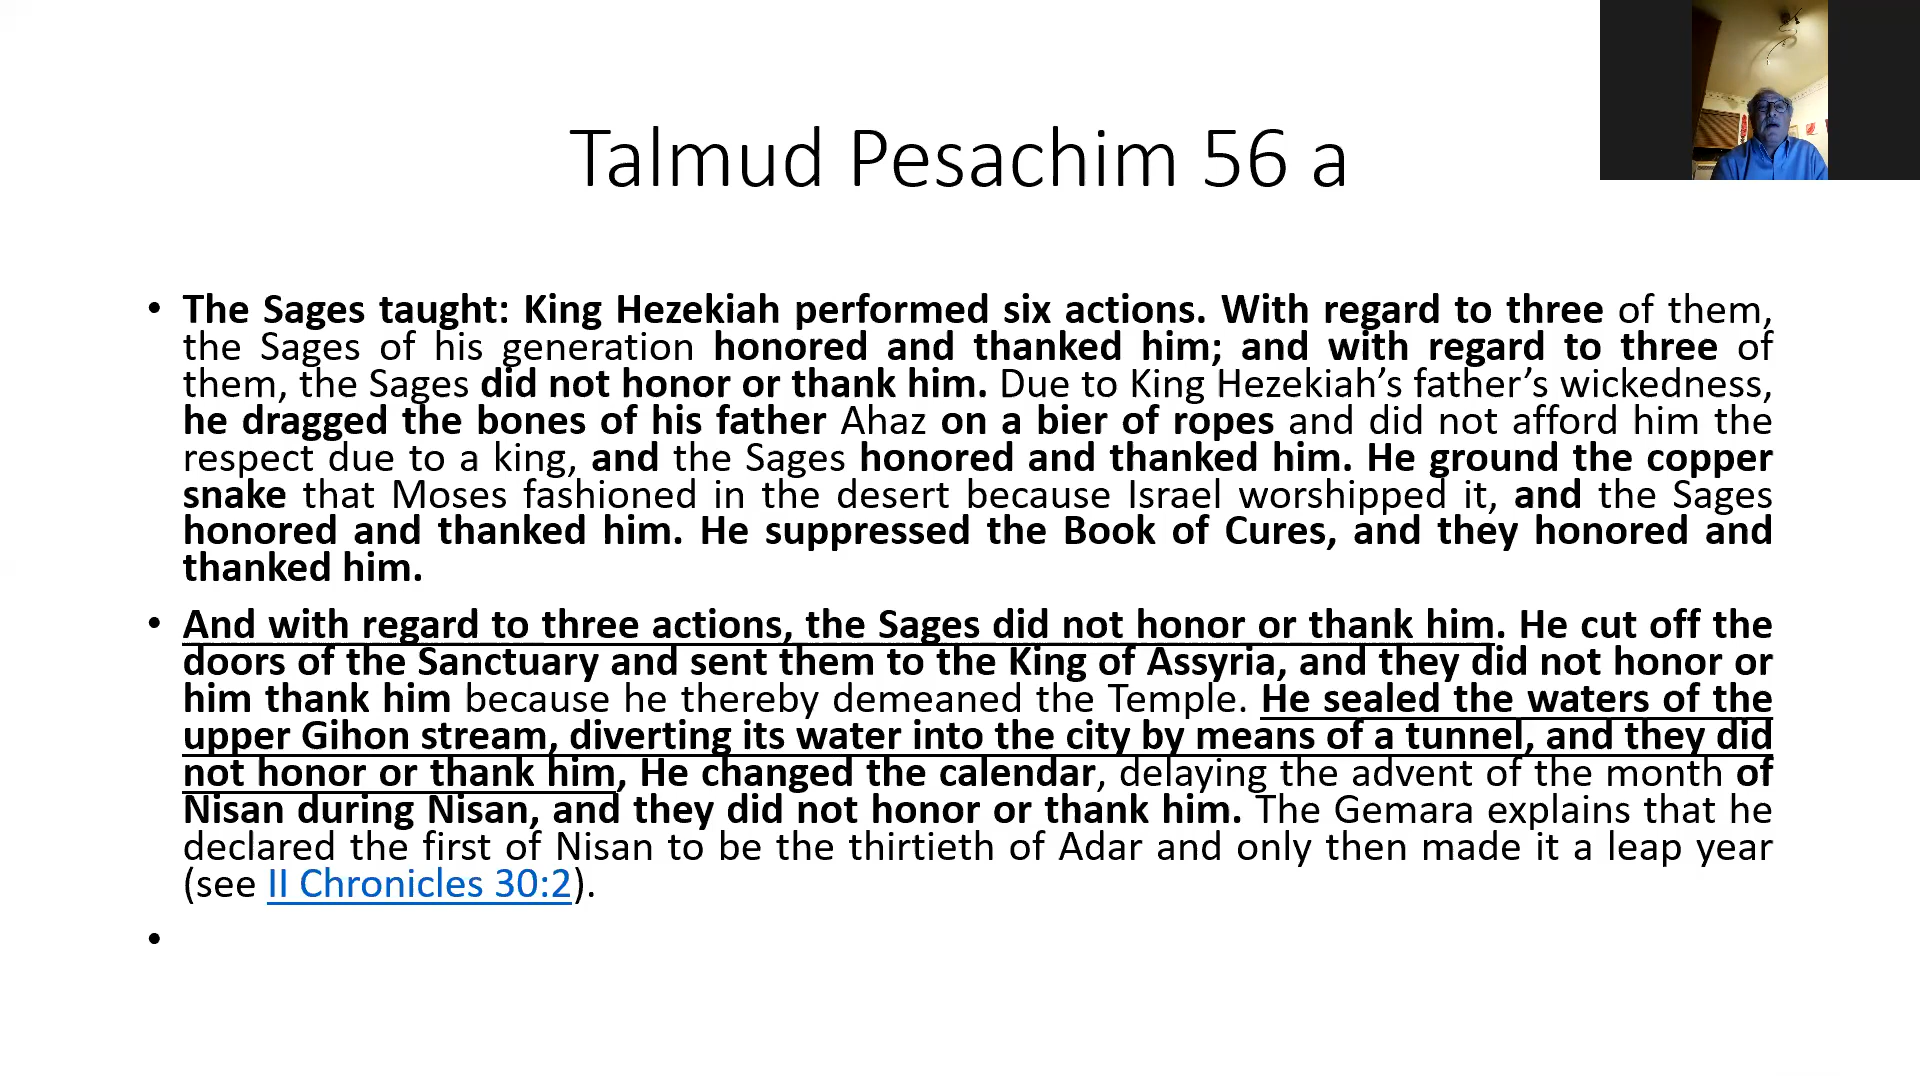 Talmud Pesachim 56 a
• The Sages taught: King Hezekiah performed six actions. With regard to three of them,
the Sages of his generation honored and thanked him; and with regard to three of
them, the Sages did not honor or thank him. Due to King Hezekiah’s father’s wickedness,
he dragged the bones of his father Ahaz on a bier of ropes and did not afford him the
respect due to a king, and the Sages honored and thanked him. He ground the copper
snake that Moses fashioned in the desert because Israel worshipped it, and the Sages
honored and thanked him. He suppressed the Book of Cures, and they honored and
thanked him.
• And with regard to three actions, the Sages did not honor or thank him. He cut off the
doors of the Sanctuary and sent them to the King of Assyria, and they did not honor or
him thank him because he thereby demeaned the Temple. He sealed the waters of the
upper Gihon stream, diverting its water into the city by means of a tunnel, and they did
not honor or thank him, He changed the calendar, delaying the advent of the month of
Nisan during Nisan, and they did not honor or thank him. The Gemara explains that he
declared the first of Nisan to be the thirtieth of Adar and only then made it a leap year
(see II Chronicles 30:2).
•